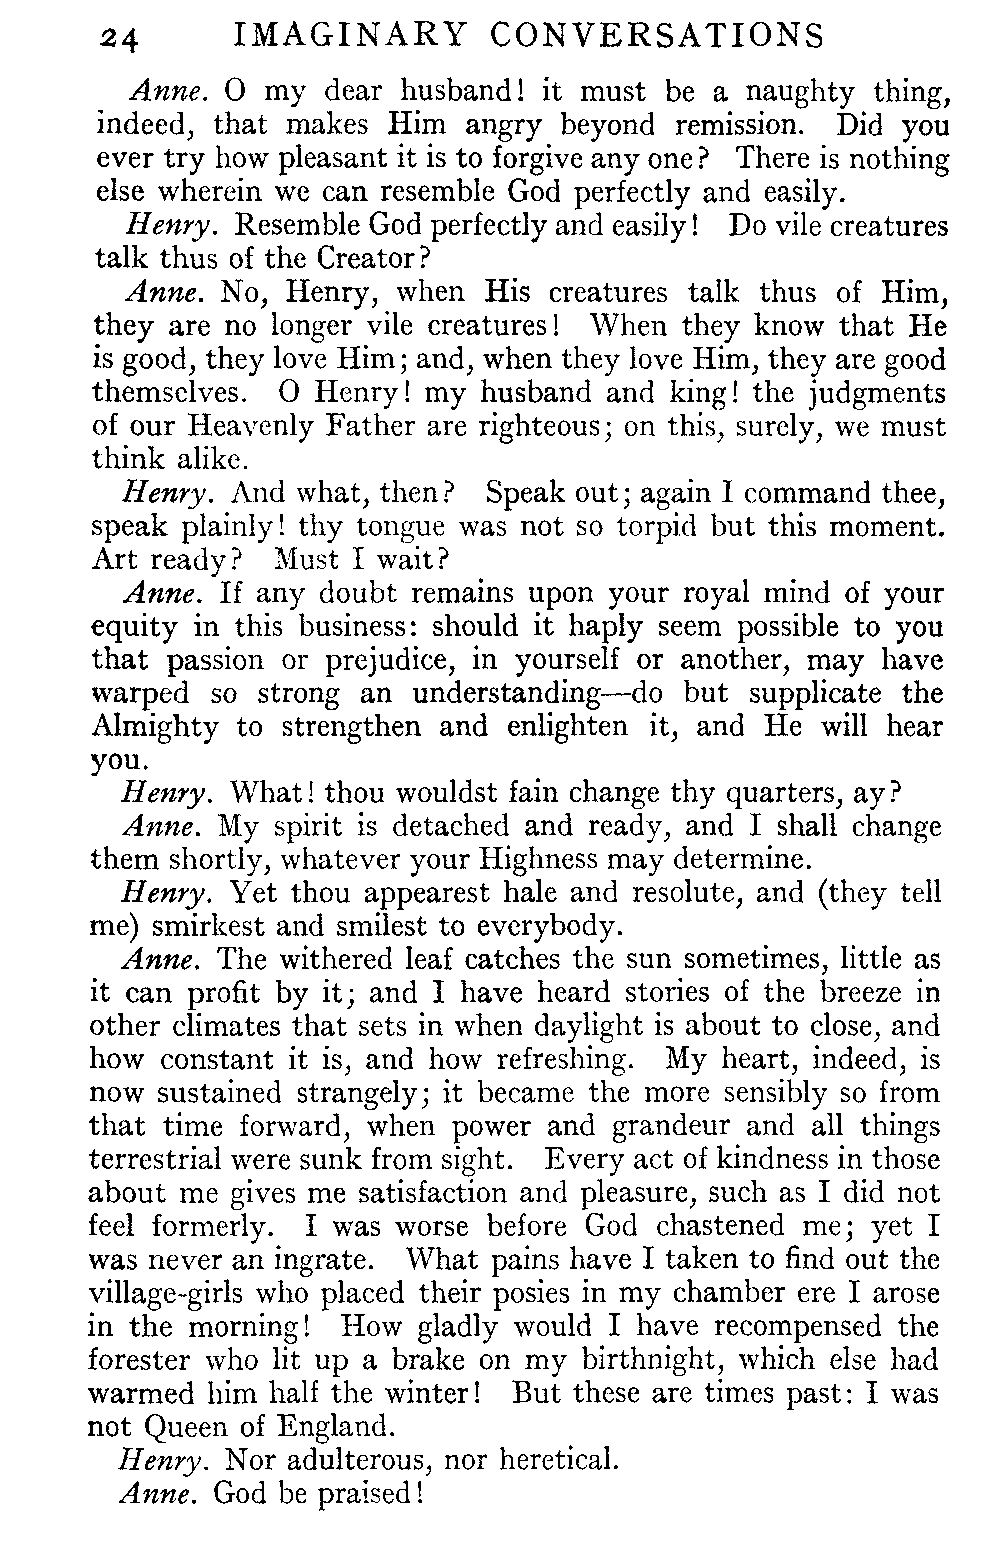 24 IMAGINARY CONVERSATIONS
Anne. O my dear husband! it must be a naughty thing,
indeed, that makes Him angry beyond remission. Did you
ever try how pleasant it is to forgive any one? There is nothing
else wherein we can resemble God perfectly and easily.
Henry. Resemble God perfectly and easily! Do vile creatures
talk thus of the Creator?
Anne. No, Henry, when His creatures talk thus of Him,
they are no longer vile creatures! When they know that He
is good, they love Him; and, when they love Him, they are good
themselves. O Henry! my husband and king! the judgments
of our Heavenly Father are righteous; on this, surely, we must
think alike.
Henry. And what, then? Speak out; again I command thee,
speak plainly! thy tongue was not so torpid but this moment.
Art ready? Must I wait?
Anne. If any doubt remains upon your royal mind of your
equity in this business: should it haply seem possible to you
that passion or prejudice, in yourself or another, may have
warped so strong an understanding—do but supplicate the
Almighty to strengthen and enlighten it, and He will hear
you.
Henry. What! thou wouldst fain change thy quarters, ay?
Anne. My spirit is detached and ready, and I shall change
them shortly, whatever your Highness may determine.
Henry. Yet thou appearest hale and resolute, and (they tell
me) smirkest and smilest to everybody.
Anne. The withered leaf catches the sun sometimes, little as
it can profit by it; and I have heard stories of the breeze in
other climates that sets in when daylight is about to close, and
how constant it is, and how refreshing. My heart, indeed, is
now sustained strangely; it became the more sensibly so from
that time forward, when power and grandeur and all things
terrestrial were sunk from sight. Every act of kindness in those
about me gives me satisfaction and pleasure, such as I did not
feel formerly. I was worse before God chastened me; yet I
was never an ingrate. What pains have I taken to find out the
village-girls who placed their posies in my chamber ere I arose
in the morning! How gladly would I have recompensed the
forester who lit up a brake on my birthnight, which else had
warmed him half the winter! But these are times past: I was
not Queen of England.
Henry. Nor adulterous, nor heretical.
Anne. God be praised!